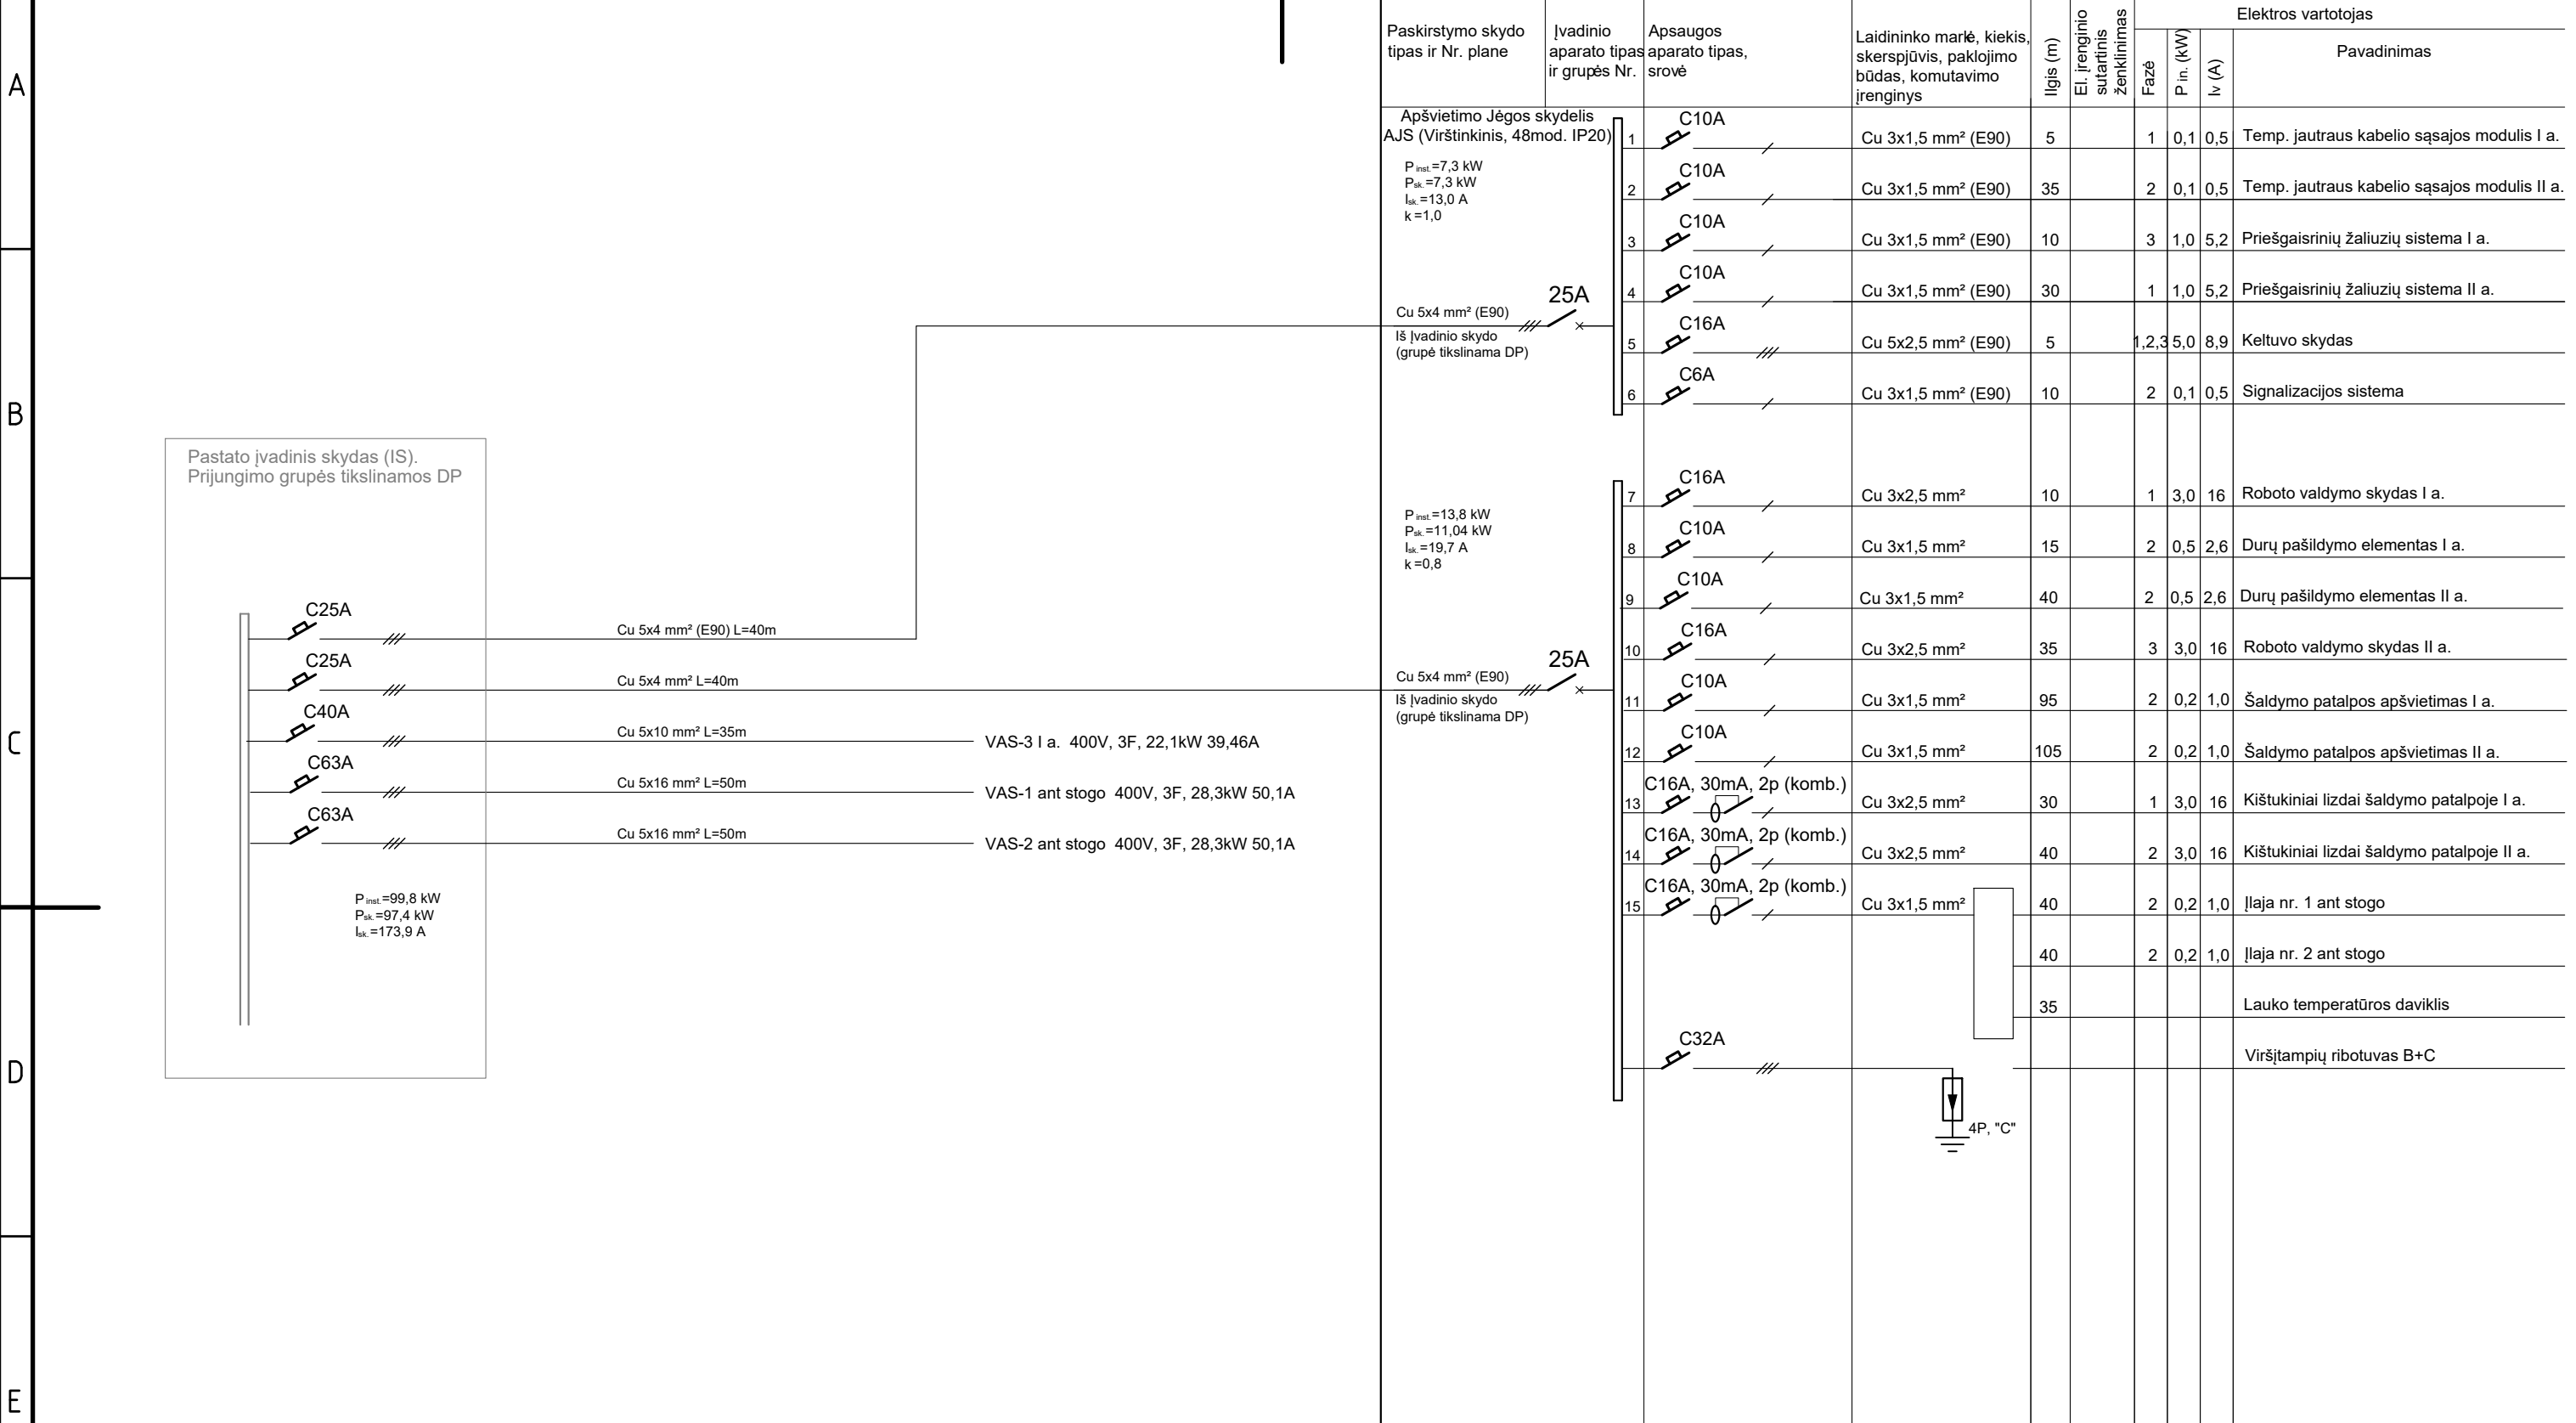 A
B
C
D
E
Paskirstymo skydo
tipas ir Nr. plane
Įvadinio
aparato tipas
ir grupės Nr.
Apsaugos
aparato tipas,
srovė
Laidininko markė, kiekis,
skerspjūvis, paklojimo
būdas, komutavimo
įrenginys
Ilgis (m)
El. įrenginio
sutartinis
ženklinimas
Elektros vartotojas
Fazė
P in. (kW)
Iv (A)
Pavadinimas
Apšvietimo Jėgos skydelis
AJS (Virštinkinis, 48mod. IP20)
P inst.=7,3 kW
Psk.=7,3 kW
Isk.=13,0 A
k =1,0
Cu 5x4 mm² (E90)
Iš Įvadinio skydo
(grupė tikslinama DP)
25A
1 C10A Cu 3x1,5 mm² (E90) 5 1 0,1 0,5 Temp. jautraus kabelio sąsajos modulis I a.
2 C10A Cu 3x1,5 mm² (E90) 35 2 0,1 0,5 Temp. jautraus kabelio sąsajos modulis II a.
3 C10A Cu 3x1,5 mm² (E90) 10 3 1,0 5,2 Priešgaisrinių žaliuzių sistema I a.
4 C10A Cu 3x1,5 mm² (E90) 30 1 1,0 5,2 Priešgaisrinių žaliuzių sistema II a.
5 C16A Cu 5x2,5 mm² (E90) 5 1,2,3 5,0 8,9 Keltuvo skydas
6 C6A Cu 3x1,5 mm² (E90) 10 2 0,1 0,5 Signalizacijos sistema
P inst.=13,8 kW
Psk.=11,04 kW
Isk.=19,7 A
k =0,8
Cu 5x4 mm² (E90)
Iš Įvadinio skydo
(grupė tikslinama DP)
25A
7 C16A Cu 3x2,5 mm² 10 1 3,0 16 Roboto valdymo skydas I a.
8 C10A Cu 3x1,5 mm² 15 2 0,5 2,6 Durų pašildymo elementas I a.
9 C10A Cu 3x1,5 mm² 40 2 0,5 2,6 Durų pašildymo elementas II a.
10 C16A Cu 3x2,5 mm² 35 3 3,0 16 Roboto valdymo skydas II a.
11 C10A Cu 3x1,5 mm² 95 2 0,2 1,0 Šaldymo patalpos apšvietimas I a.
12 C10A Cu 3x1,5 mm² 105 2 0,2 1,0 Šaldymo patalpos apšvietimas II a.
13 C16A, 30mA, 2p (komb.) Cu 3x2,5 mm² 30 1 3,0 16 Kištukiniai lizdai šaldymo patalpoje I a.
14 C16A, 30mA, 2p (komb.) Cu 3x2,5 mm² 40 2 3,0 16 Kištukiniai lizdai šaldymo patalpoje II a.
15 C16A, 30mA, 2p (komb.) Cu 3x1,5 mm² 40 2 0,2 1,0 Įlaja nr. 1 ant stogo
40 2 0,2 1,0 Įlaja nr. 2 ant stogo
35 Lauko temperatūros daviklis
C32A Viršįtampių ribotuvas B+C
4P, "C"
Pastato įvadinis skydas (IS).
Prijungimo grupės tikslinamos DP
C25A Cu 5x4 mm² (E90) L=40m
C25A Cu 5x4 mm² L=40m
C40A Cu 5x10 mm² L=35m VAS-3 I a. 400V, 3F, 22,1kW 39,46A
C63A Cu 5x16 mm² L=50m VAS-1 ant stogo 400V, 3F, 28,3kW 50,1A
C63A Cu 5x16 mm² L=50m VAS-2 ant stogo 400V, 3F, 28,3kW 50,1A
P inst.=99,8 kW
Psk.=97,4 kW
Isk.=173,9 A